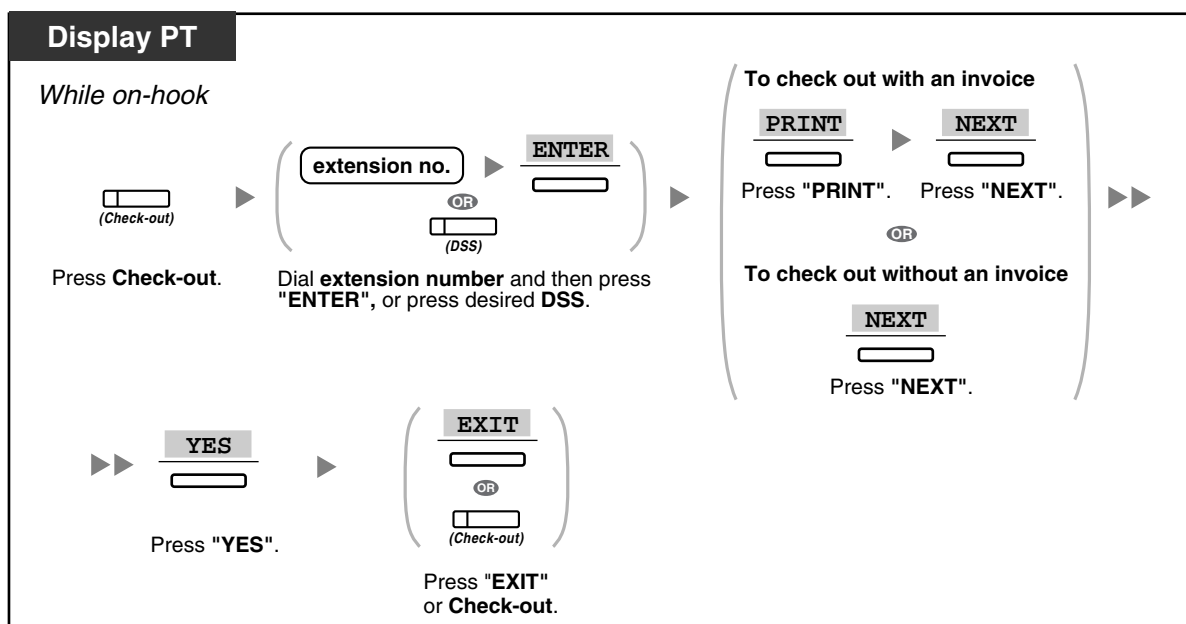 Display PT
While on-hook
(Check-out)
Press Check-out.
extension no.
ENTER
OR
(DSS)
Dial extension number and then press
"ENTER", or press desired DSS.
To check out with an invoice
PRINT
NEXT
Press "PRINT".
Press "NEXT".
OR
To check out without an invoice
NEXT
Press "NEXT".
YES
Press "YES".
EXIT
OR
(Check-out)
Press "EXIT"
or Check-out.